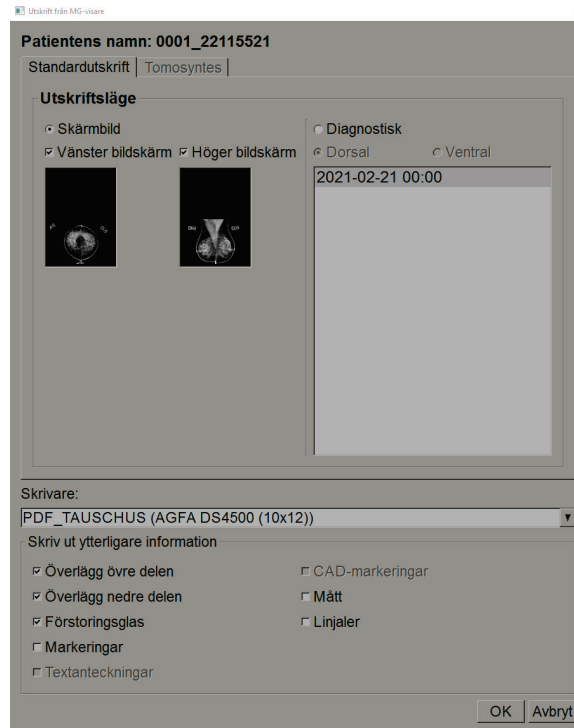 Utskrift från MG-visare
Patientens namn: 0001_22115521
Standardutskrift Tomosyntes
Utskriftsläge
Skärmbild Diagnostisk
Vänster bildskärm Höger bildskärm Dorsal Ventral
2021-02-21 00:00
Skrivare:
PDF_TAUSCHUS (AGFA DS4500 (10x12))
Skriv ut ytterligare information
Överlägg övre delen CAD-markeringar
Överlägg nedre delen Mått
Förstoringsglas Linjaler
Markeringar
Textanteckningar
OK Avbryt